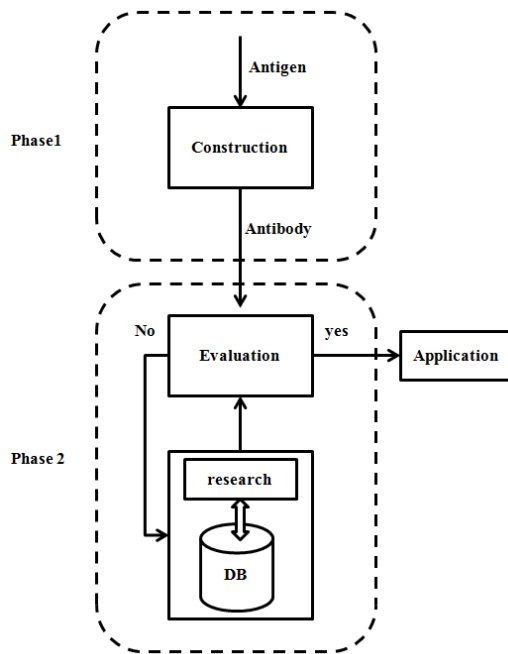 Antigen
Phase1
Construction
Antibody
No
yes
Evaluation
Application
Phase 2
research
DB